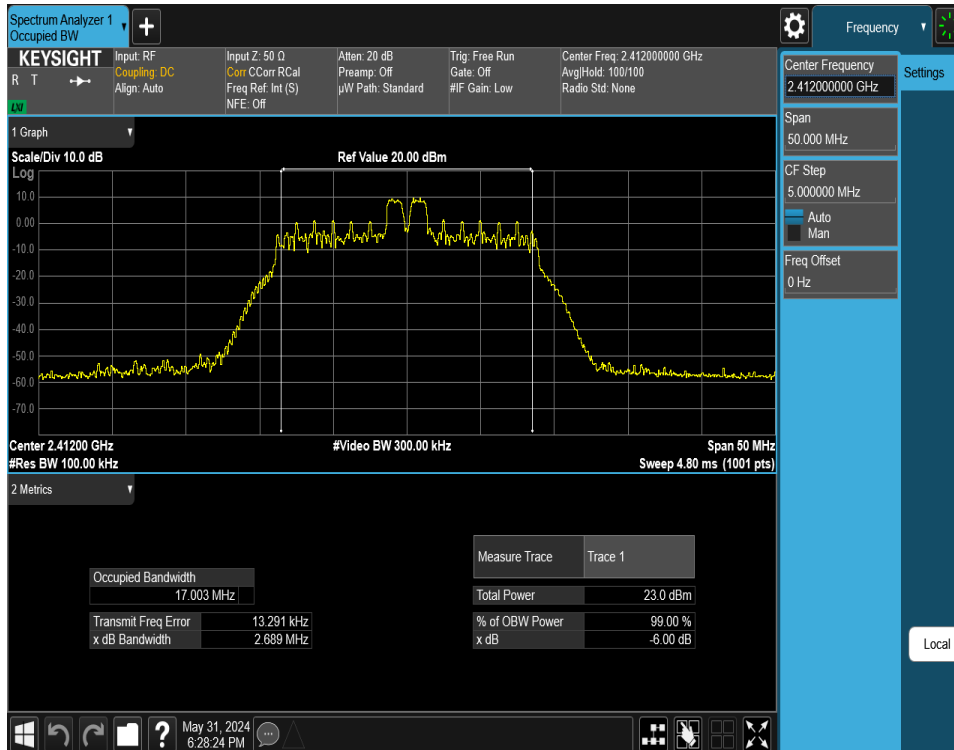 Spectrum Analyzer 1
Occupied BW
+
Frequency
KEYSIGHT
R T
LXI
Input: RF
Coupling: DC
Align: Auto
Input Z: 50 Ω
Corr CCorr RCal
Freq Ref: Int (S)
NFE: Off
Atten: 20 dB
Preamp: Off
µW Path: Standard
Trig: Free Run
Gate: Off
#IF Gain: Low
Center Freq: 2.412000000 GHz
Avg|Hold: 100/100
Radio Std: None
Center Frequency
2.412000000 GHz
Settings
Span
50.000 MHz
CF Step
5.000000 MHz
Auto
Man
Freq Offset
0 Hz
Local
1 Graph
Scale/Div 10.0 dB
Ref Value 20.00 dBm
Log
10.0
0.00
-10.0
-20.0
-30.0
-40.0
-50.0
-60.0
-70.0
Center 2.41200 GHz
#Video BW 300.00 kHz
Span 50 MHz
#Res BW 100.00 kHz
Sweep 4.80 ms (1001 pts)
2 Metrics
Measure Trace
Trace 1
Occupied Bandwidth
17.003 MHz
Total Power
23.0 dBm
Transmit Freq Error
13.291 kHz
% of OBW Power
99.00 %
x dB Bandwidth
2.689 MHz
x dB
-6.00 dB
?
May 31, 2024
6:28:24 PM